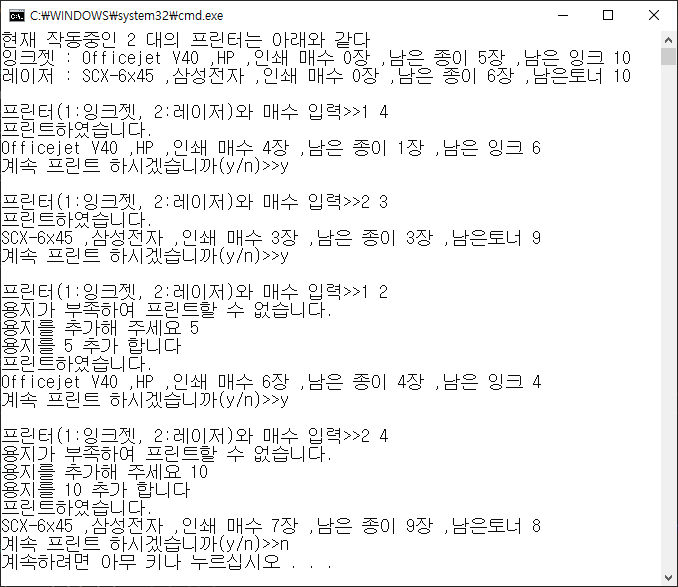 C:₩WINDOWS₩system32₩cmd.exe
현재 작동중인 2 대의 프린터는 아래와 같다
잉크젯 : Officejet V40 ,HP ,인쇄 매수 0장 ,남은 종이 5장 ,남은 잉크 10
레이저 : SCX-6x45 ,삼성전자 ,인쇄 매수 0장 ,남은 종이 6장 ,남은토너 10
프린터(1:잉크젯, 2:레이저)와 매수 입력>>1 4
프린트하였습니다.
Officejet V40 ,HP ,인쇄 매수 4장 ,남은 종이 1장 ,남은 잉크 6
계속 프린트 하시겠습니까(y/n)>>y
프린터(1:잉크젯, 2:레이저)와 매수 입력>>2 3
프린트하였습니다.
SCX-6x45 ,삼성전자 ,인쇄 매수 3장 ,남은 종이 3장 ,남은토너 9
계속 프린트 하시겠습니까(y/n)>>y
프린터(1:잉크젯, 2:레이저)와 매수 입력>>1 2
용지가 부족하여 프린트할 수 없습니다.
용지를 추가해 주세요 5
용지를 5 추가 합니다
프린트하였습니다.
Officejet V40 ,HP ,인쇄 매수 6장 ,남은 종이 4장 ,남은 잉크 4
계속 프린트 하시겠습니까(y/n)>>y
프린터(1:잉크젯, 2:레이저)와 매수 입력>>2 4
용지가 부족하여 프린트할 수 없습니다.
용지를 추가해 주세요 10
용지를 10 추가 합니다
프린트하였습니다.
SCX-6x45 ,삼성전자 ,인쇄 매수 7장 ,남은 종이 9장 ,남은토너 8
계속 프린트 하시겠습니까(y/n)>>n
계속하려면 아무 키나 누르십시오 . . .